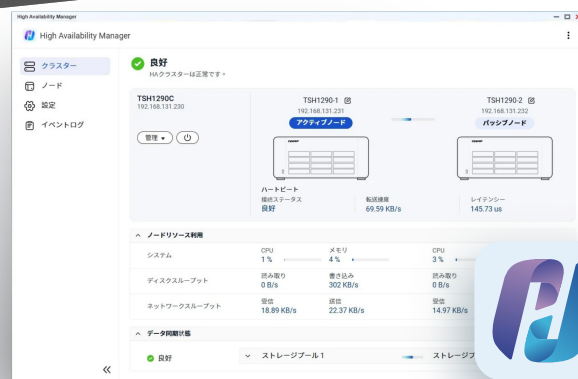 High Availability Manager
High Availability Manager
クラスター
ノード
設定
イベントログ
良好
HAクラスターは正常です。
TSH1290C
192.168.131.230
管理
TSH1290-1
192.168.131.231
アクティブノード
TSH1290-2
192.168.131.232
パッシブノード
ハートビート
接続ステータス
良好
転送速度
69.59 KB/s
レイテンシー
145.73 us
ノードリソース利用
システム
CPU
1 %
メモリ
4 %
CPU
3 %
ディスクスループット
読み取り
0 B/s
書き込み
302 KB/s
読み取り
0 B/s
ネットワークスループット
受信
18.89 KB/s
送信
22.37 KB/s
受信
14.97 KB/s
データ同期状態
良好
ストレージプール 1
ストレージプ